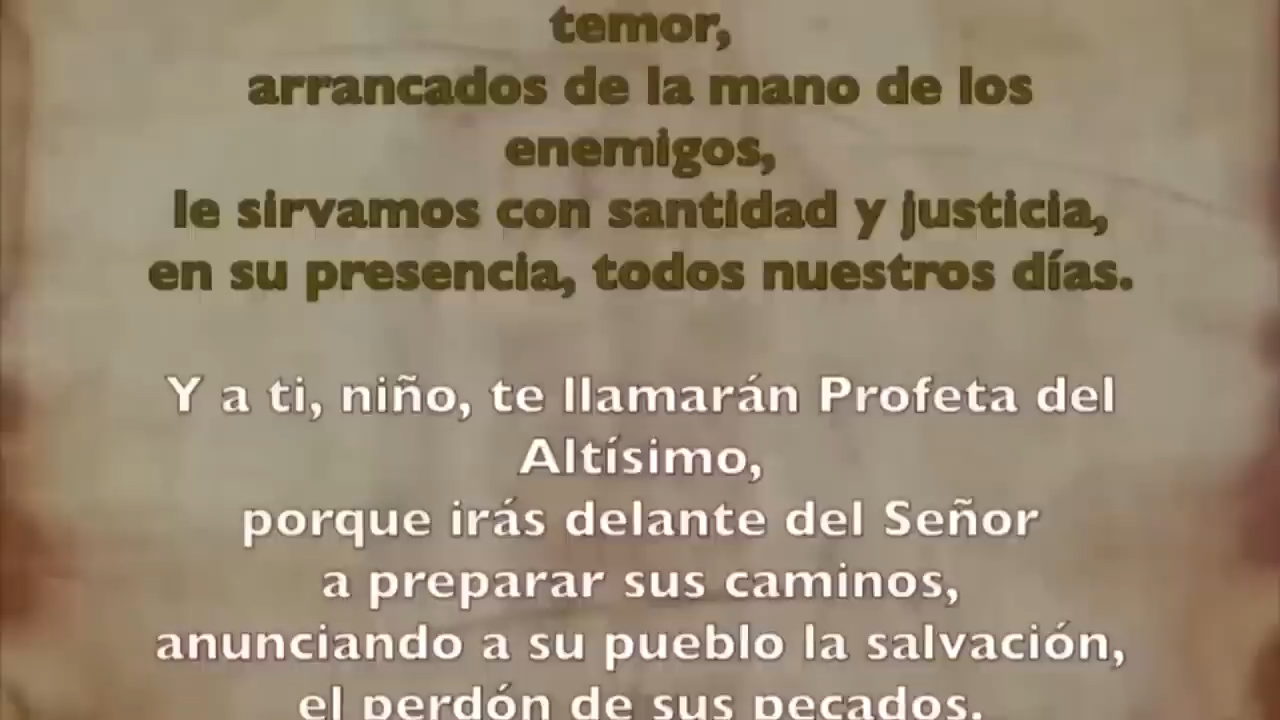 temor,
arrancados de la mano de los
enemigos,
le sirvamos con santidad y justicia,
en su presencia, todos nuestros días.
Y a ti, niño, te llamarán Profeta del
Altísimo,
porque irás delante del Señor
a preparar sus caminos,
anunciando a su pueblo la salvación,
el perdón de sus pecados.